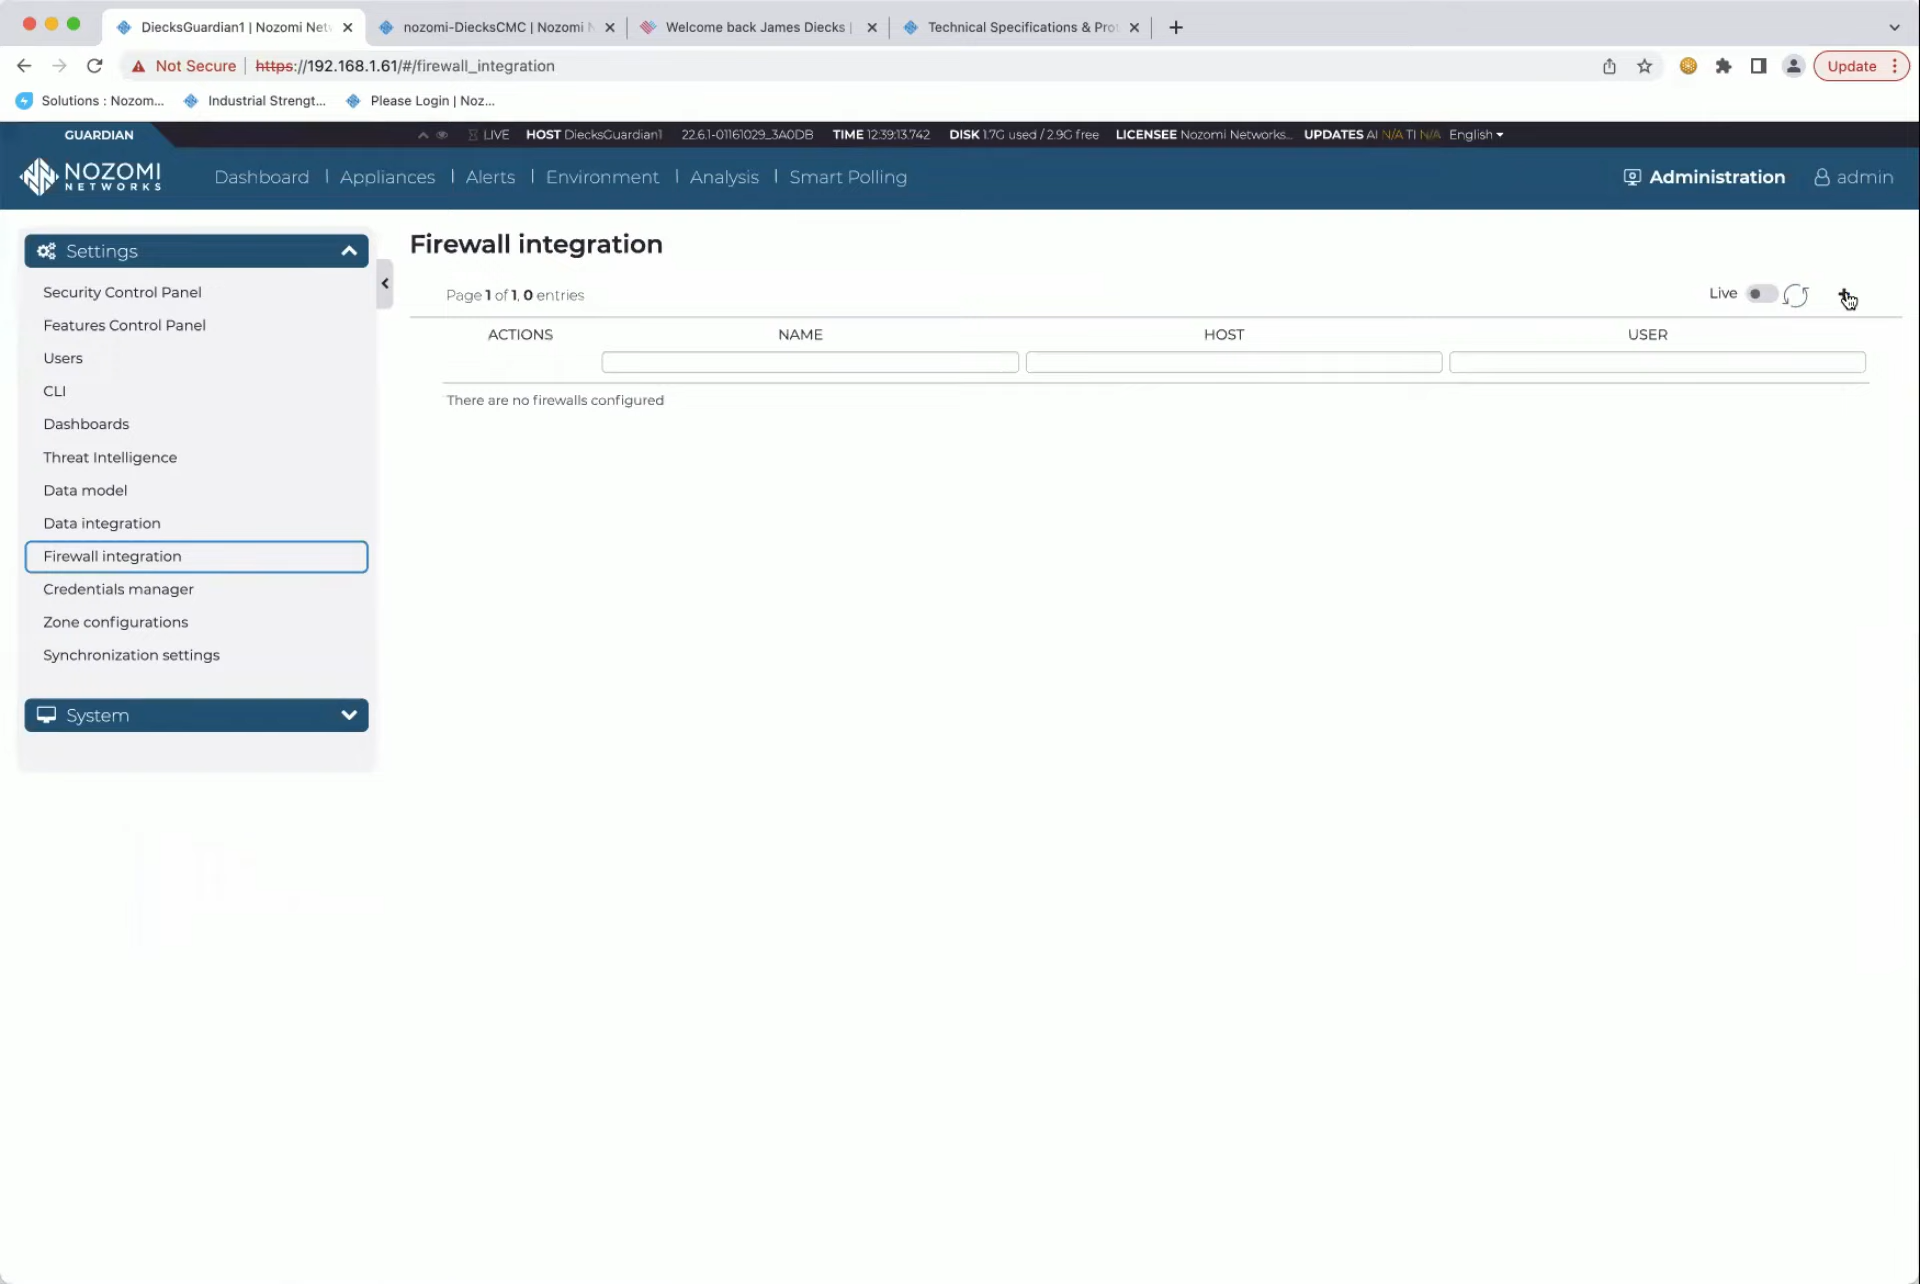 DiecksGuardian1 | Nozomi Net
nozomi-DiecksCMC | Nozomi N
Welcome back James Diecks |
Technical Specifications & Prot
Not Secure
https://192.168.1.61/#/firewall_integration
Update
Solutions : Nozom...
Industrial Strengt...
Please Login | Noz...
GUARDIAN
LIVE HOST DiecksGuardian1 22.6.1-01161029_3A0DB TIME 12:39:13.742 DISK 1.7G used / 2.9G free LICENSEE Nozomi Networks... UPDATES AI N/A TI N/A English
NOZOMI
NETWORKS
Dashboard | Appliances | Alerts | Environment | Analysis | Smart Polling
Administration
admin
Settings
Security Control Panel
Features Control Panel
Users
CLI
Dashboards
Threat Intelligence
Data model
Data integration
Firewall integration
Credentials manager
Zone configurations
Synchronization settings
System
Firewall integration
Page 1 of 1, 0 entries
Live
ACTIONS NAME HOST USER
There are no firewalls configured